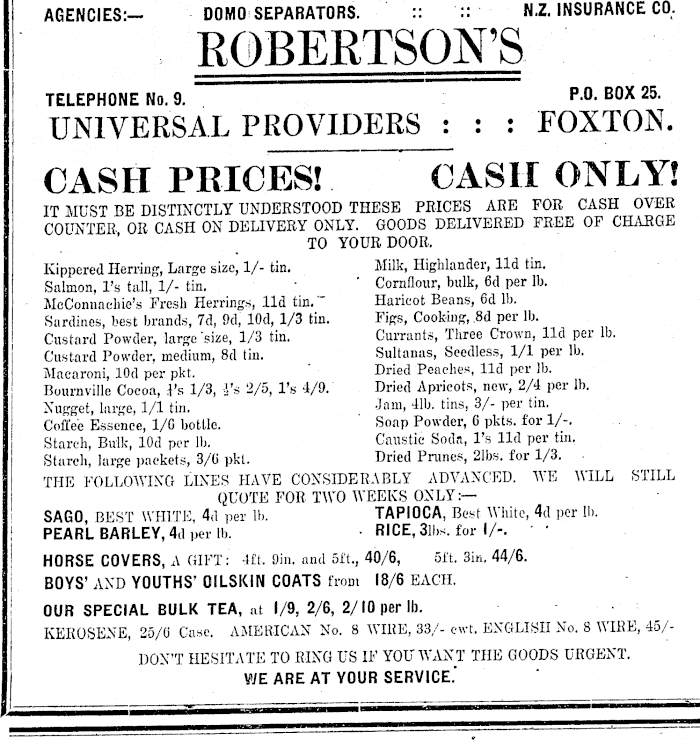 AGENCIES:— DOMO SEPARATORS. :: :: N.Z. INSURANCE CO.
ROBERTSON'S
TELEPHONE No. 9. P.O. BOX 25.
UNIVERSAL PROVIDERS : : : FOXTON.
CASH PRICES! CASH ONLY!
IT MUST BE DISTINCTLY UNDERSTOOD THESE PRICES ARE FOR CASH OVER
COUNTER, OR CASH ON DELIVERY ONLY. GOODS DELIVERED FREE OF CHARGE
TO YOUR DOOR.
Kippered Herring, Large size, 1/- tin.
Salmon, 1's tall, 1/- tin.
McConnachie's Fresh Herrings, 11d tin.
Sardines, best brands, 7d, 9d, 10d, 1/3 tin.
Custard Powder, large size, 1/3 tin.
Custard Powder, medium, 8d tin.
Macaroni, 10d per pkt.
Bournville Cocoa, ¼'s 1/3, ½'s 2/5, 1's 4/9.
Nugget, large, 1/1 tin.
Coffee Essence, 1/6 bottle.
Starch, Bulk, 10d per lb.
Starch, large packets, 3/6 pkt.
Milk, Highlander, 11d tin.
Cornflour, bulk, 6d per lb.
Haricot Beans, 6d lb.
Figs, Cooking, 8d per lb.
Currants, Three Crown, 11d per lb.
Sultanas, Seedless, 1/1 per lb.
Dried Peaches, 11d per lb.
Dried Apricots, new, 2/4 per lb.
Jam, 4lb. tins, 3/- per tin.
Soap Powder, 6 pkts. for 1/-.
Caustic Soda, 1's 11d per tin.
Dried Prunes, 2lbs. for 1/3.
THE FOLLOWING LINES HAVE CONSIDERABLY ADVANCED. WE WILL STILL
QUOTE FOR TWO WEEKS ONLY:—
SAGO, BEST WHITE, 4d per lb. TAPIOCA, Best White, 4d per lb.
PEARL BARLEY, 4d per lb. RICE, 3lbs. for 1/-.
HORSE COVERS, A GIFT: 4ft. 9in. and 5ft., 40/6, 5ft. 3in. 44/6.
BOYS' AND YOUTHS' OILSKIN COATS from 18/6 EACH.
OUR SPECIAL BULK TEA, at 1/9, 2/6, 2/10 per lb.
KEROSENE, 25/6 Case. AMERICAN No. 8 WIRE, 33/- cwt. ENGLISH No. 8 WIRE, 45/-
DON'T HESITATE TO RING US IF YOU WANT THE GOODS URGENT.
WE ARE AT YOUR SERVICE.